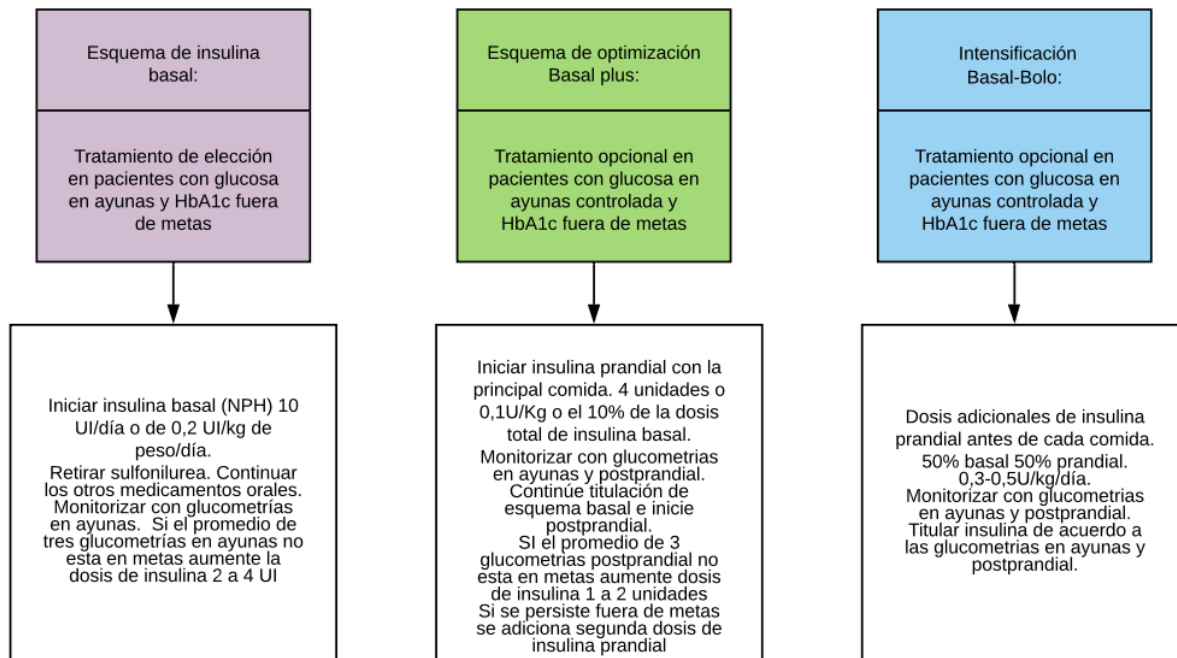 Esquema de insulina
basal:
Tratamiento de elección
en pacientes con glucosa
en ayunas y HbA1c fuera
de metas
Iniciar insulina basal (NPH) 10
UI/día o de 0,2 UI/kg de
peso/día.
Retirar sulfonilurea. Continuar
los otros medicamentos orales.
Monitorizar con glucometrías
en ayunas.  Si el promedio de
tres glucometrías en ayunas no
esta en metas aumente la
dosis de insulina 2 a 4 UI
Esquema de optimización
Basal plus:
Tratamiento opcional en
pacientes con glucosa en
ayunas controlada y
HbA1c fuera de metas
Iniciar insulina prandial con la
principal comida. 4 unidades o
0,1U/Kg o el 10% de la dosis
total de insulina basal.
Monitorizar con glucometrias
en ayunas y postprandial.
Continúe titulación de
esquema basal e inicie
postprandial.
SI el promedio de 3
glucometrias postprandial no
esta en metas aumente dosis
de insulina 1 a 2 unidades
Si se persiste fuera de metas
se adiciona segunda dosis de
insulina prandial
Intensificación
Basal-Bolo:
Tratamiento opcional en
pacientes con glucosa en
ayunas controlada y
HbA1c fuera de metas
Dosis adicionales de insulina
prandial antes de cada comida.
50% basal 50% prandial.
0,3-0,5U/kg/día.
Monitorizar con glucometrias
en ayunas y postprandial.
Titular insulina de acuerdo a
las glucometrias en ayunas y
postprandial.